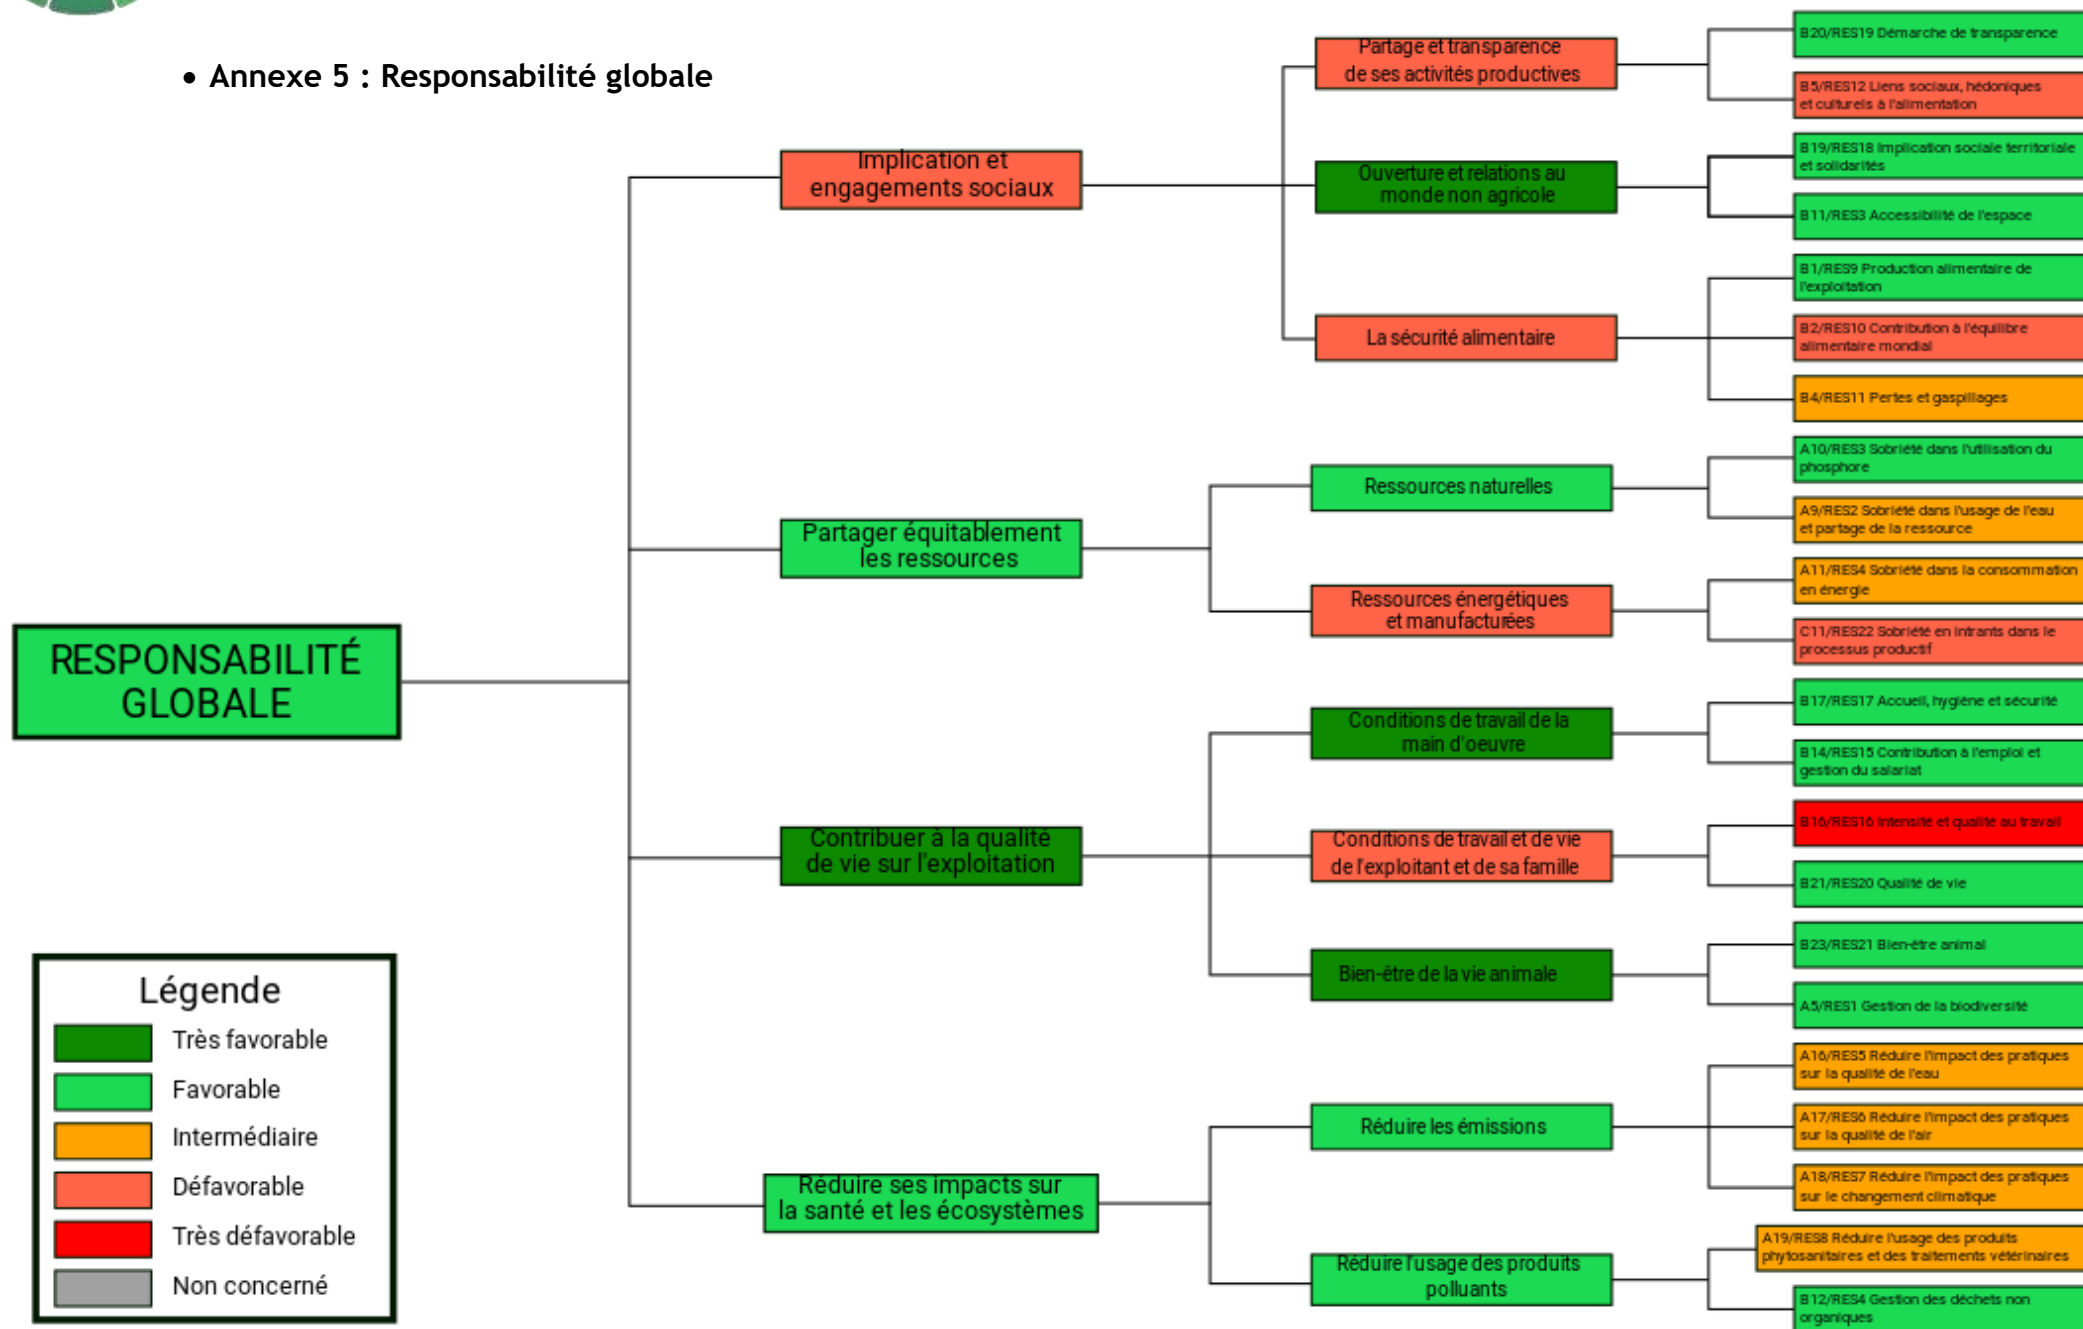 • Annexe 5 : Responsabilité globale
RESPONSABILITÉ
GLOBALE
Implication et
engagements sociaux
Partager équitablement
les ressources
Contribuer à la qualité
de vie sur l'exploitation
Réduire ses impacts sur
la santé et les écosystèmes
Partage et transparence
de ses activités productives
Ouverture et relations au
monde non agricole
La sécurité alimentaire
Ressources naturelles
Ressources énergétiques
et manufacturées
Conditions de travail de la
main d'oeuvre
Conditions de travail et de vie
de l'exploitant et de sa famille
Bien-être de la vie animale
Réduire les émissions
Réduire l'usage des produits
polluants
B20/RES19 Démarche de transparence
B5/RES12 Liens sociaux, hédoniques
et culturels à l'alimentation
B19/RES18 Implication sociale territoriale
et solidarités
B11/RES3 Accessibilité de l'espace
B1/RES9 Production alimentaire de
l'exploitation
B2/RES10 Contribution à l'équilibre
alimentaire mondial
B4/RES11 Pertes et gaspillages
A10/RES3 Sobriété dans l'utilisation du
phosphore
A9/RES2 Sobriété dans l'usage de l'eau
et partage de la ressource
A11/RES4 Sobriété dans la consommation
en énergie
C11/RES22 Sobriété en intrants dans le
processus productif
B17/RES17 Accueil, hygiène et sécurité
B14/RES15 Contribution à l'emploi et
gestion du salariat
B16/RES16 Intensité et qualité au travail
B21/RES20 Qualité de vie
B23/RES21 Bien-être animal
A5/RES1 Gestion de la biodiversité
A16/RES5 Réduire l'impact des pratiques
sur la qualité de l'eau
A17/RES6 Réduire l'impact des pratiques
sur la qualité de l'air
A18/RES7 Réduire l'impact des pratiques
sur le changement climatique
A19/RES8 Réduire l'usage des produits
phytosanitaires et des traitements vétérinaires
B12/RES4 Gestion des déchets non
organiques
Légende
Très favorable
Favorable
Intermédiaire
Défavorable
Très défavorable
Non concerné